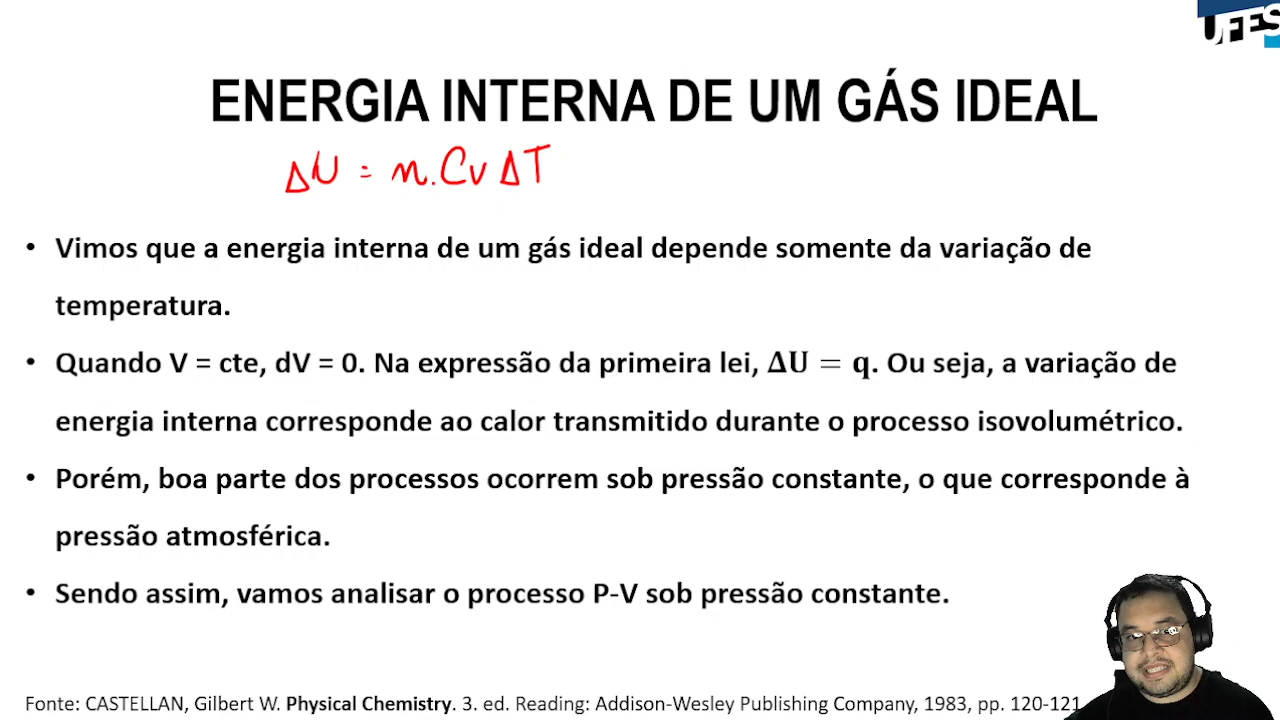 UFES
ENERGIA INTERNA DE UM GÁS IDEAL
ΔU = n.Cv ΔT
• Vimos que a energia interna de um gás ideal depende somente da variação de
temperatura.
• Quando V = cte, dV = 0. Na expressão da primeira lei, ΔU = q. Ou seja, a variação de
energia interna corresponde ao calor transmitido durante o processo isovolumétrico.
• Porém, boa parte dos processos ocorrem sob pressão constante, o que corresponde à
pressão atmosférica.
• Sendo assim, vamos analisar o processo P-V sob pressão constante.
Fonte: CASTELLAN, Gilbert W. Physical Chemistry. 3. ed. Reading: Addison-Wesley Publishing Company, 1983, pp. 120-121